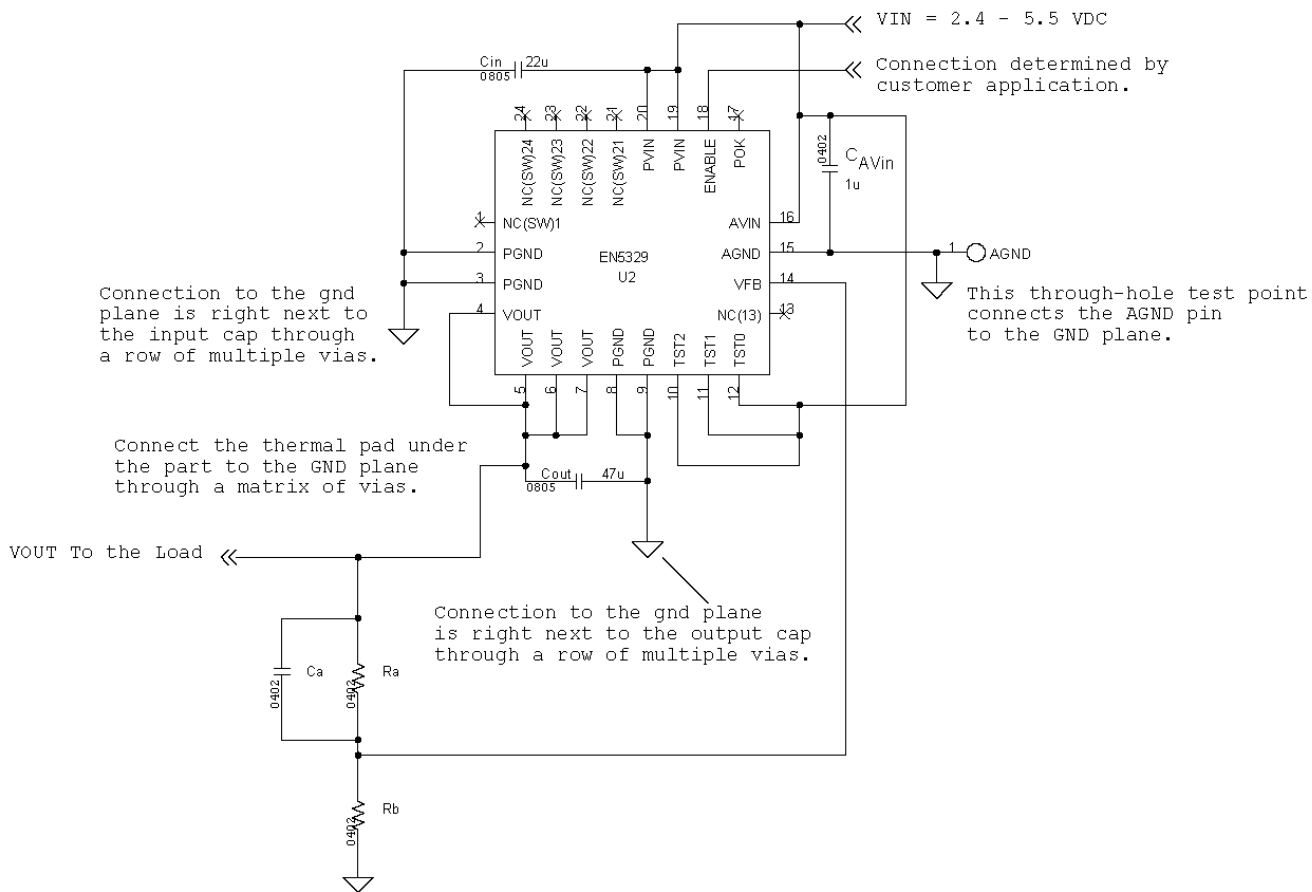 VIN = 2.4 - 5.5 VDC
Connection determined by
customer application.
Cin
0805
22u
24
23
22
21
20
19
18
17
NC(SW)24
NC(SW)23
NC(SW)22
NC(SW)21
PVIN
PVIN
ENABLE
POK
0402
CAVin
1u
1
NC(SW)1
2
PGND
3
PGND
4
VOUT
EN5329
U2
AVIN
16
AGND
15
VFB
14
NC(13)
13
1
AGND
This through-hole test point
connects the AGND pin
to the GND plane.
Connection to the gnd
plane is right next to
the input cap through
a row of multiple vias.
VOUT
VOUT
VOUT
PGND
PGND
TST2
TST1
TST0
5
6
7
8
9
10
11
12
Connect the thermal pad under
the part to the GND plane
through a matrix of vias.
Cout
0805
47u
VOUT To the Load
Connection to the gnd plane
is right next to the output cap
through a row of multiple vias.
Ca
0402
Ra
0402
Rb
0402